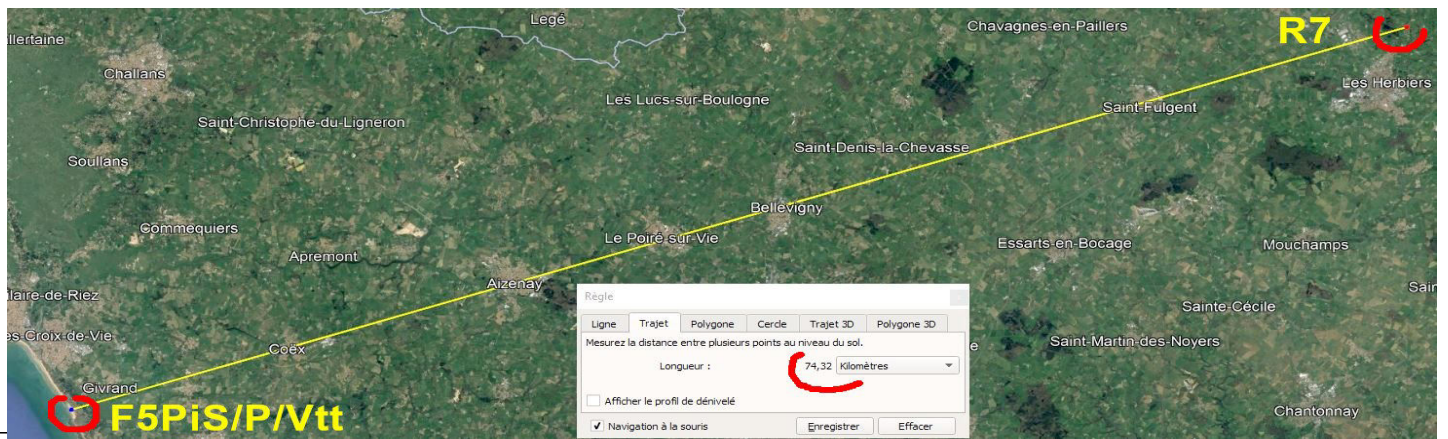 Legé
Chavagnes-en-Paillers
R7
illertaine
Challans
Les Herbiers
Les Lucs-sur-Boulogne
Saint-Fulgent
Saint-Christophe-du-Ligneron
Saint-Denis-la-Chevasse
Soullans
Bellevigny
Commequiers
Le Poiré-sur-Vie
Essarts-en-Bocage
Mouchamps
Apremont
Aizenay
ilaire-de-Riez
Règle
Sair
Sainte-Cécile
Ligne Trajet Polygone Cercle Trajet 3D Polygone 3D
es-Croix-de-Vie
Mesurez la distance entre plusieurs points au niveau du sol.
e
Saint-Martin-des-Noyers
Coëx
Longueur : 74,32 Kilomètres
Givrand
Afficher le profil de dénivelé
F5PiS/P/Vtt
Chantonnay
Navigation à la souris Enregistrer Effacer